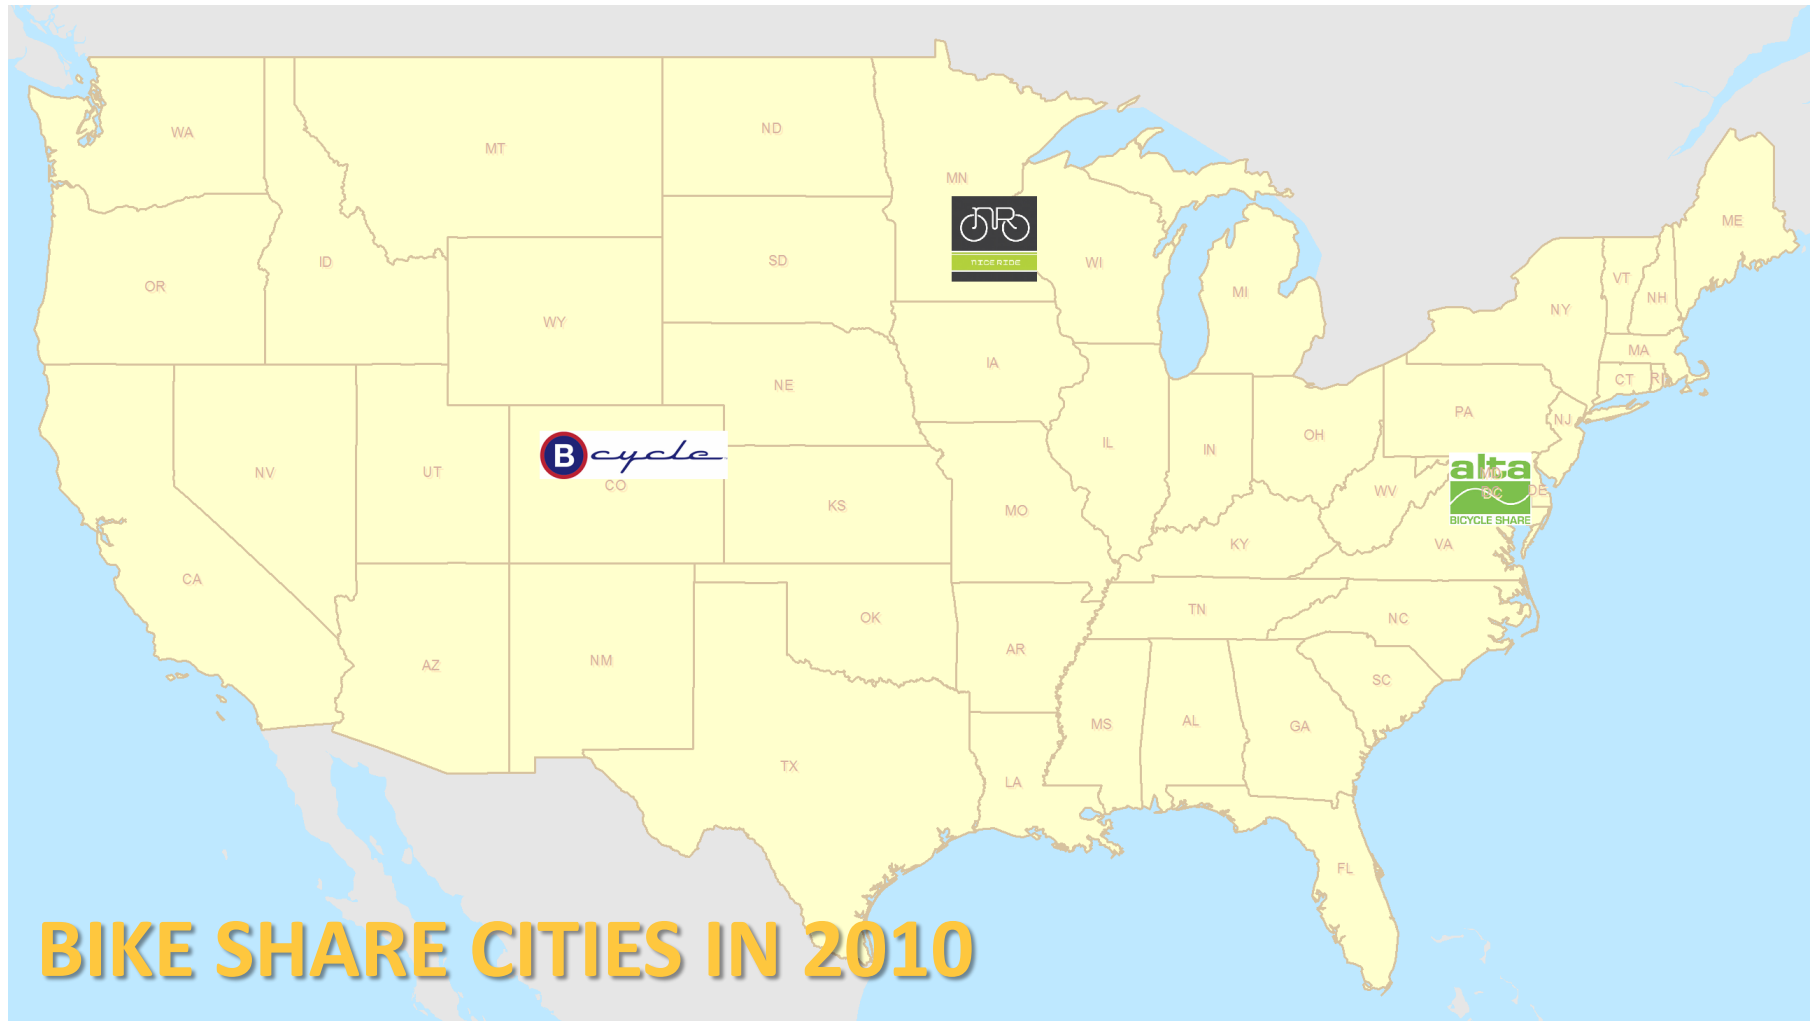 WA
MT
ND
MN
ME
OR
ID
SD
WI
MI
VT
NH
NY
NICE RIDE
WY
IA
NE
MA
CT
RI
PA
NJ
B cycle
NV
UT
CO
KS
MO
IL
IN
OH
WV
alta
MD
DC
DE
BICYCLE SHARE
KY
VA
CA
AZ
NM
OK
AR
TN
NC
SC
MS
AL
GA
TX
LA
FL
BIKE SHARE CITIES IN 2010